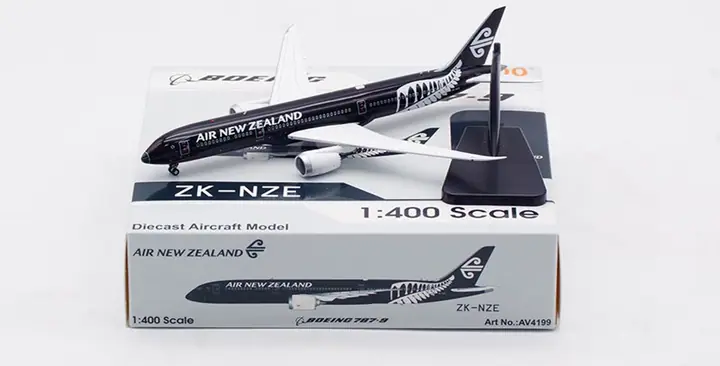 BOEING
AIR NEW ZEALAND
ZK-NZE
1:400 Scale
Diecast Aircraft Model
AIR NEW ZEALAND
AIR NEW ZEALAND
ZK-NZE
1:400 Scale
BOEING 787-9
Art No.:AV4199